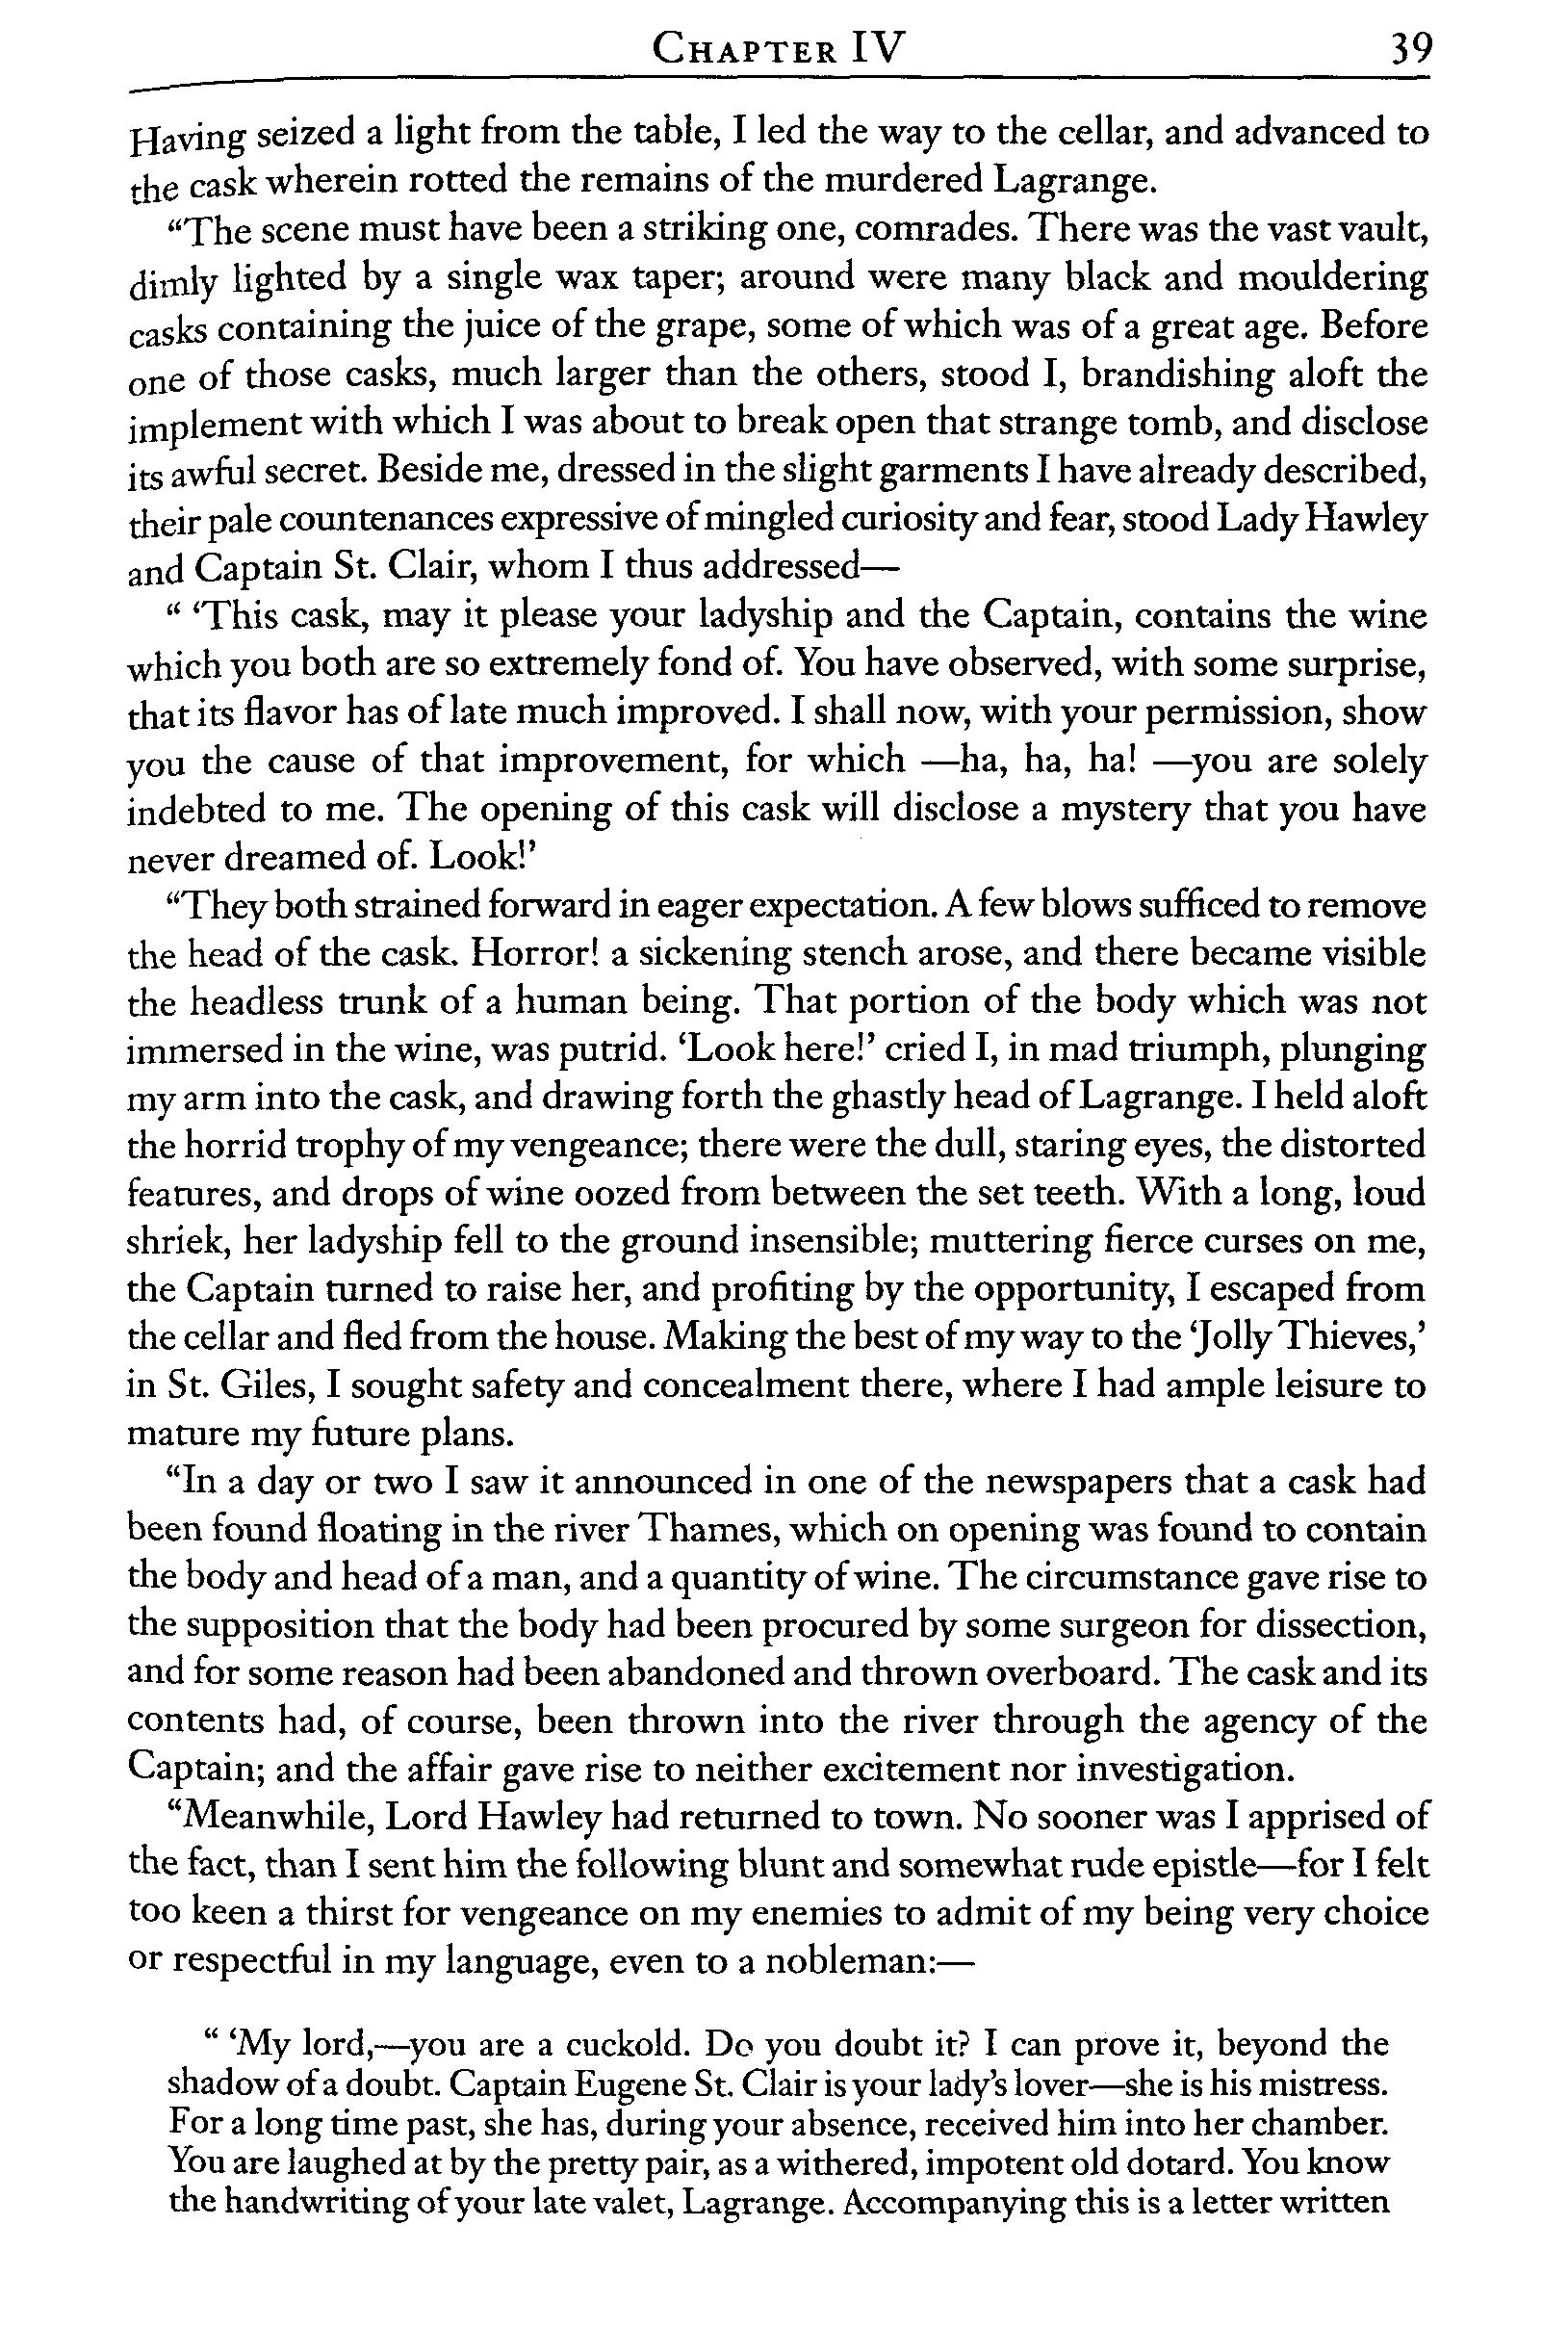 CHAPTER IV 39
Having seized a light from the table, I led the way to the cellar, and advanced to
the cask wherein rotted the remains of the murdered Lagrange.
“The scene must have been a striking one, comrades. There was the vast vault,
dimly lighted by a single wax taper; around were many black and mouldering
casks containing the juice of the grape, some of which was of a great age. Before
one of those casks, much larger than the others, stood I, brandishing aloft the
implement with which I was about to break open that strange tomb, and disclose
its awful secret. Beside me, dressed in the slight garments I have already described,
their pale countenances expressive of mingled curiosity and fear, stood Lady Hawley
and Captain St. Clair, whom I thus addressed—
“ ‘This cask, may it please your ladyship and the Captain, contains the wine
which you both are so extremely fond of. You have observed, with some surprise,
that its flavor has of late much improved. I shall now, with your permission, show
you the cause of that improvement, for which —ha, ha, ha! —you are solely
indebted to me. The opening of this cask will disclose a mystery that you have
never dreamed of. Look!’
“They both strained forward in eager expectation. A few blows sufficed to remove
the head of the cask. Horror! a sickening stench arose, and there became visible
the headless trunk of a human being. That portion of the body which was not
immersed in the wine, was putrid. ‘Look here!’ cried I, in mad triumph, plunging
my arm into the cask, and drawing forth the ghastly head of Lagrange. I held aloft
the horrid trophy of my vengeance; there were the dull, staring eyes, the distorted
features, and drops of wine oozed from between the set teeth. With a long, loud
shriek, her ladyship fell to the ground insensible; muttering fierce curses on me,
the Captain turned to raise her, and profiting by the opportunity, I escaped from
the cellar and fled from the house. Making the best of my way to the ‘Jolly Thieves,’
in St. Giles, I sought safety and concealment there, where I had ample leisure to
mature my future plans.
“In a day or two I saw it announced in one of the newspapers that a cask had
been found floating in the river Thames, which on opening was found to contain
the body and head of a man, and a quantity of wine. The circumstance gave rise to
the supposition that the body had been procured by some surgeon for dissection,
and for some reason had been abandoned and thrown overboard. The cask and its
contents had, of course, been thrown into the river through the agency of the
Captain; and the affair gave rise to neither excitement nor investigation.
“Meanwhile, Lord Hawley had returned to town. No sooner was I apprised of
the fact, than I sent him the following blunt and somewhat rude epistle—for I felt
too keen a thirst for vengeance on my enemies to admit of my being very choice
or respectful in my language, even to a nobleman:—
“ ‘My lord,—you are a cuckold. Do you doubt it? I can prove it, beyond the
shadow of a doubt. Captain Eugene St. Clair is your lady’s lover—she is his mistress.
For a long time past, she has, during your absence, received him into her chamber.
You are laughed at by the pretty pair, as a withered, impotent old dotard. You know
the handwriting of your late valet, Lagrange. Accompanying this is a letter written